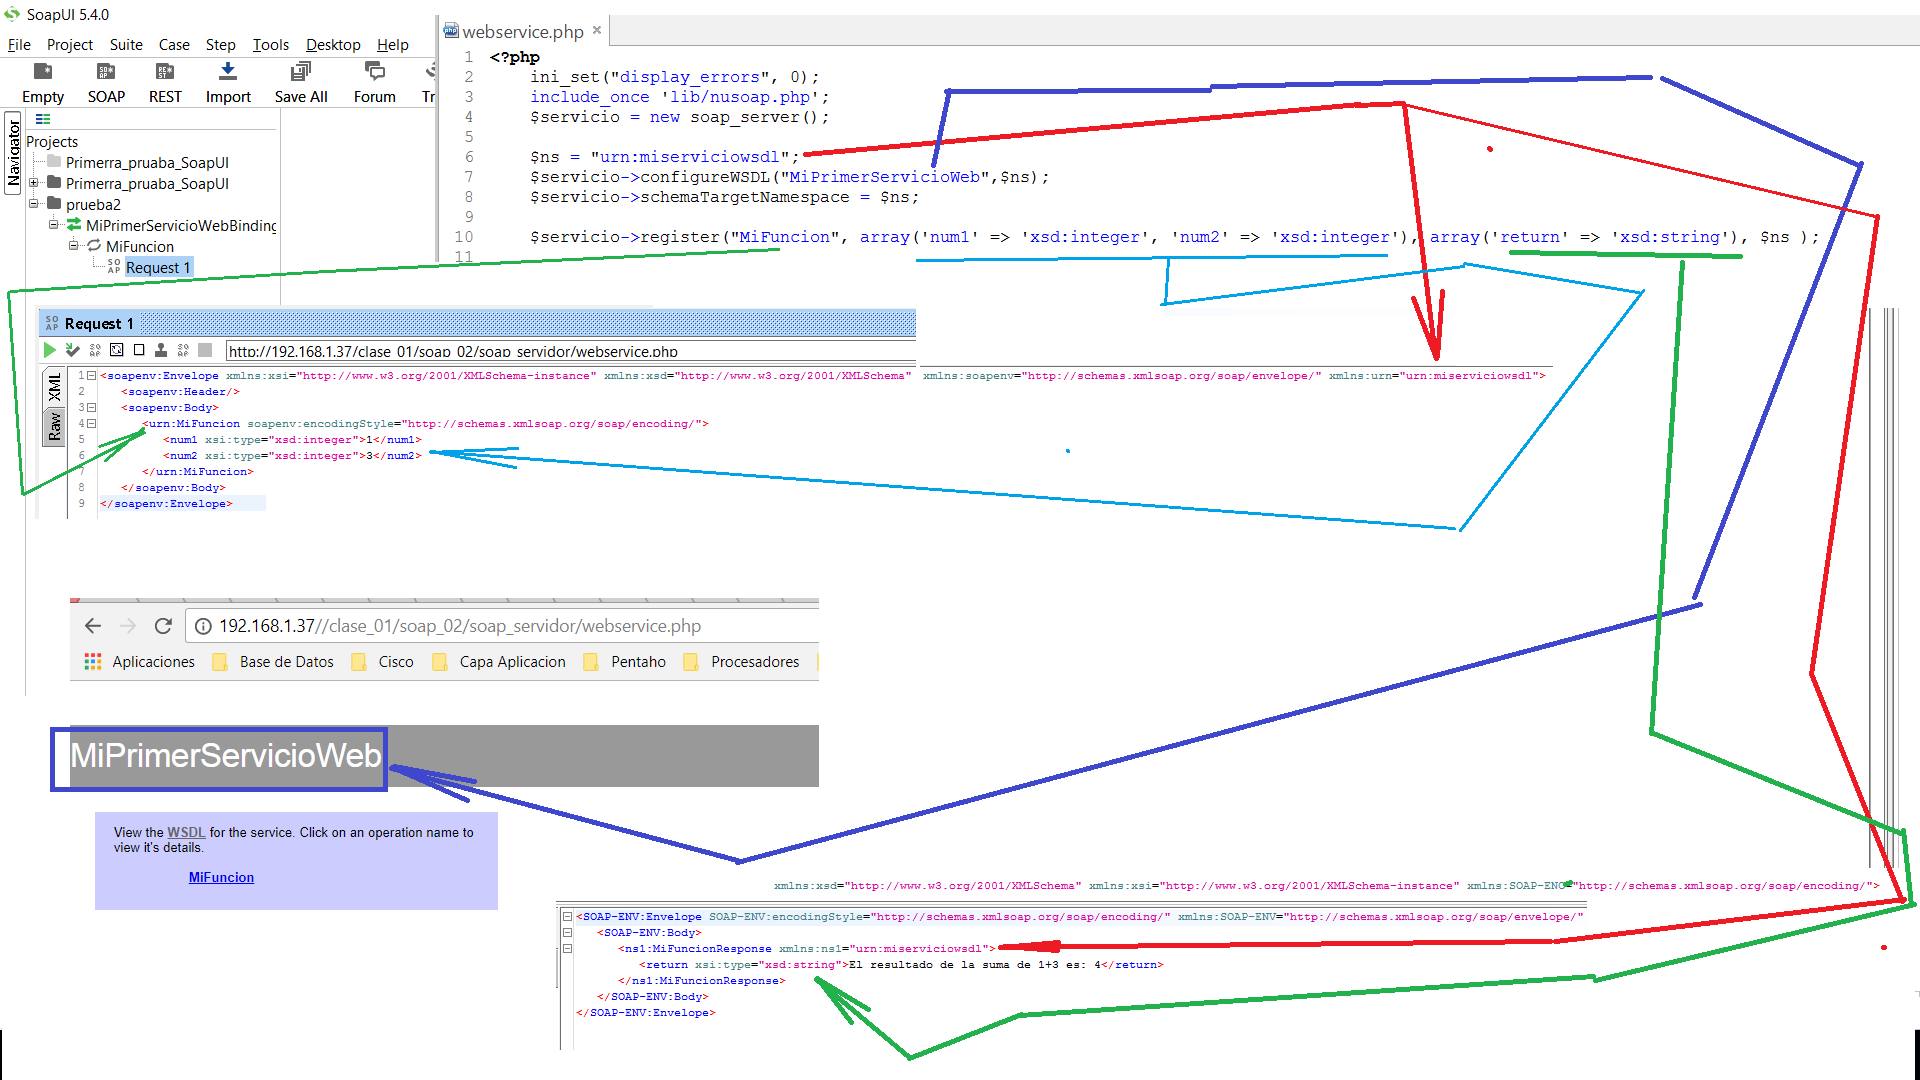 SoapUI 5.4.0
File Project Suite Case Step Tools Desktop Help
Empty SOAP REST Import Save All Forum Tr
Navigator
Projects
Primerra_pruaba_SoapUI
Primerra_pruaba_SoapUI
prueba2
MiPrimerServicioWebBinding
MiFuncion
Request 1
webservice.php
1 <?php
2 ini_set("display_errors", 0);
3 include_once 'lib/nusoap.php';
4 $servicio = new soap_server();
5
6 $ns = "urn:miserviciowsdl";
7 $servicio->configureWSDL("MiPrimerServicioWeb",$ns);
8 $servicio->schemaTargetNamespace = $ns;
9
10 $servicio->register("MiFuncion", array('num1' => 'xsd:integer', 'num2' => 'xsd:integer'), array('return' => 'xsd:string'), $ns );
11
Request 1
http://192.168.1.37/clase_01/soap_02/soap_servidor/webservice.php
XML
Raw
1 <soapenv:Envelope xmlns:xsi="http://www.w3.org/2001/XMLSchema-instance" xmlns:xsd="http://www.w3.org/2001/XMLSchema" xmlns:soapenv="http://schemas.xmlsoap.org/soap/envelope/" xmlns:urn="urn:miserviciowsdl">
2 <soapenv:Header/>
3 <soapenv:Body>
4 <urn:MiFuncion soapenv:encodingStyle="http://schemas.xmlsoap.org/soap/encoding/">
5 <num1 xsi:type="xsd:integer">1</num1>
6 <num2 xsi:type="xsd:integer">3</num2>
7 </urn:MiFuncion>
8 </soapenv:Body>
9 </soapenv:Envelope>
192.168.1.37//clase_01/soap_02/soap_servidor/webservice.php
Aplicaciones Base de Datos Cisco Capa Aplicacion Pentaho Procesadores
MiPrimerServicioWeb
View the WSDL for the service. Click on an operation name to
view it's details.
MiFuncion
xmlns:xsd="http://www.w3.org/2001/XMLSchema" xmlns:xsi="http://www.w3.org/2001/XMLSchema-instance" xmlns:SOAP-ENC="http://schemas.xmlsoap.org/soap/encoding/">
<SOAP-ENV:Envelope SOAP-ENV:encodingStyle="http://schemas.xmlsoap.org/soap/encoding/" xmlns:SOAP-ENV="http://schemas.xmlsoap.org/soap/envelope/"
<SOAP-ENV:Body>
<ns1:MiFuncionResponse xmlns:ns1="urn:miserviciowsdl">
<return xsi:type="xsd:string">El resultado de la suma de 1+3 es: 4</return>
</ns1:MiFuncionResponse>
</SOAP-ENV:Body>
</SOAP-ENV:Envelope>